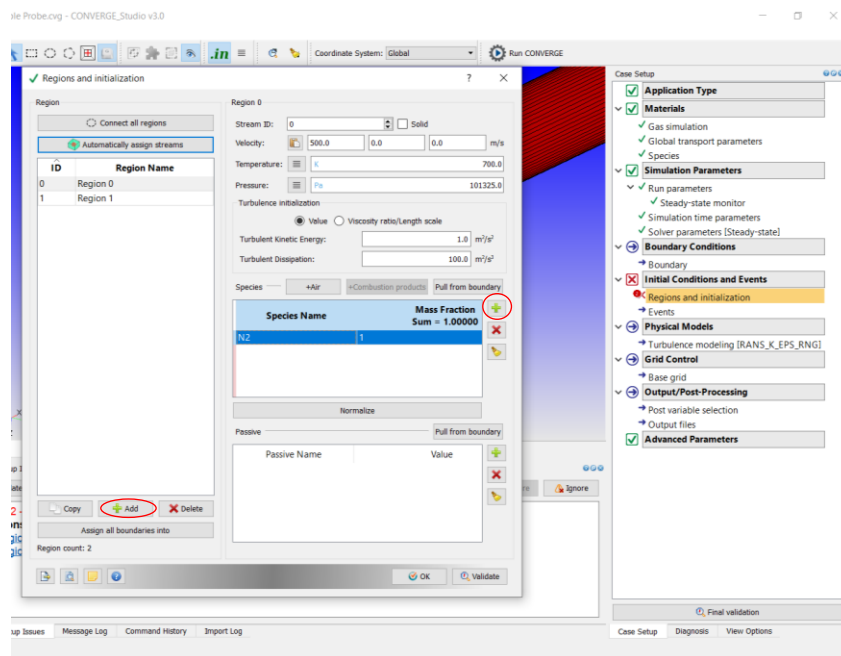 ple Probe.cvg - CONVERGE_Studio v3.0
.in
Coordinate System: Global
Run CONVERGE
Regions and initialization
?
Region
Connect all regions
Automatically assign streams
ID Region Name
0 Region 0
1 Region 1
Copy Add Delete
Assign all boundaries into
Region count: 2
Region 0
Stream ID: 0 Solid
Velocity: 500.0 0.0 0.0 m/s
Temperature: K 700.0
Pressure: Pa 101325.0
Turbulence initialization
Value Viscosity ratio/Length scale
Turbulent Kinetic Energy: 1.0 m²/s²
Turbulent Dissipation: 100.0 m²/s³
Species +Air +Combustion products Pull from boundary
Species Name Mass Fraction
Sum = 1.00000
N2 1
Normalize
Passive Pull from boundary
Passive Name Value
OK Validate
Ignore
up Issues Message Log Command History Import Log
Case Setup
Application Type
Materials
Gas simulation
Global transport parameters
Species
Simulation Parameters
Run parameters
Steady-state monitor
Simulation time parameters
Solver parameters [Steady-state]
Boundary Conditions
Boundary
Initial Conditions and Events
Regions and initialization
Events
Physical Models
Turbulence modeling [RANS_K_EPS_RNG]
Grid Control
Base grid
Output/Post-Processing
Post variable selection
Output files
Advanced Parameters
Final validation
Case Setup Diagnosis View Options